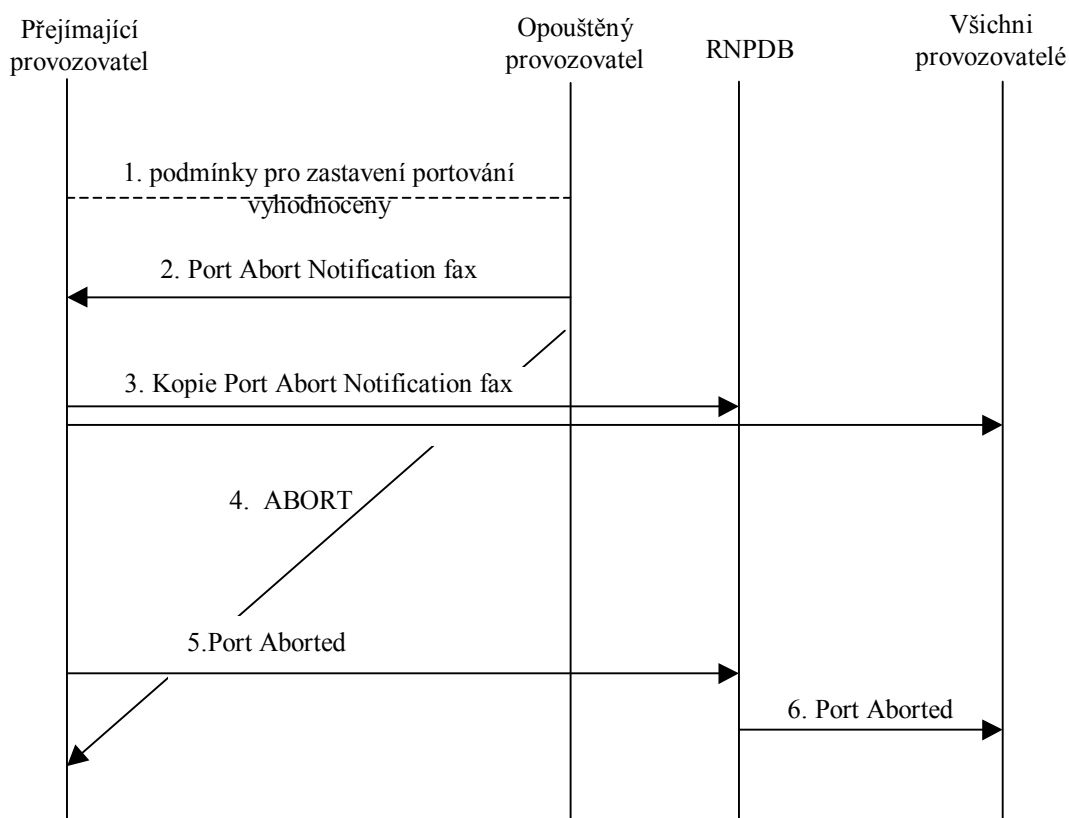 Přejímající
provozovatel
Opouštěný
provozovatel
RNPDB
Všichni
provozovatelé
1. podmínky pro zastavení portování
vyhodnoceny
2. Port Abort Notification fax
3. Kopie Port Abort Notification fax
4. ABORT
5.Port Aborted
6. Port Aborted